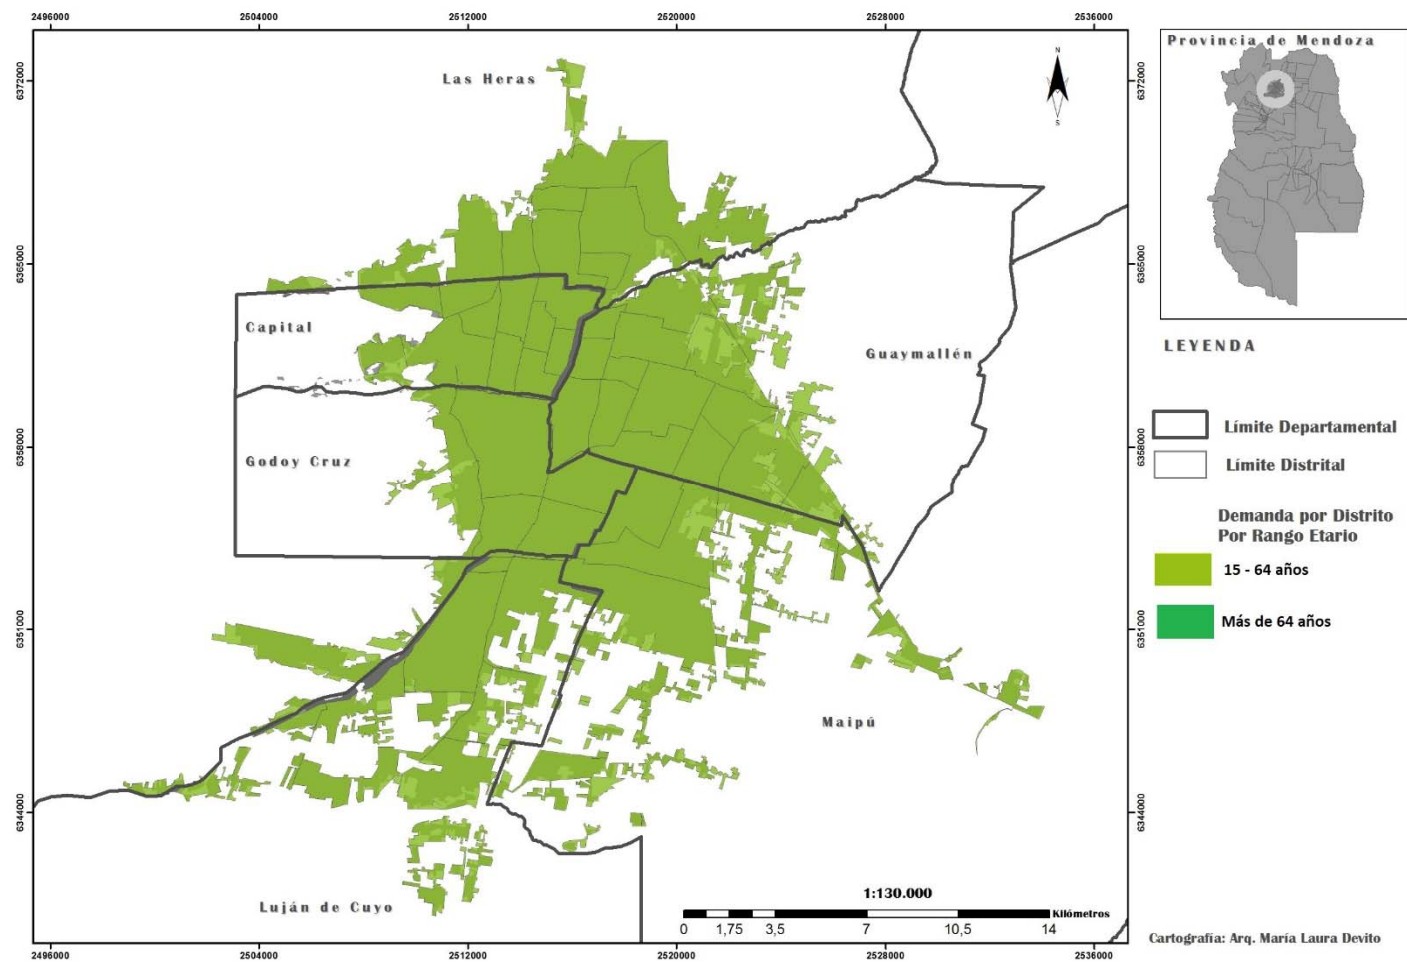 2496000
2504000
2512000
2520000
2528000
2536000
Provincia de Mendoza
6372000
6372000
Las Heras
N
S
6365000
6365000
Capital
Guaymallén
LEYENDA
Límite Departamental
6358000
6358000
Godoy Cruz
Límite Distrital
Demanda por Distrito
Por Rango Etario
15 - 64 años
Más de 64 años
6351000
6351000
Maipú
6344000
6344000
Luján de Cuyo
1:130.000
Kilómetros
0 1,75 3,5 7 10,5 14
Cartografía: Arq. María Laura Devito
2496000
2504000
2512000
2520000
2528000
2536000